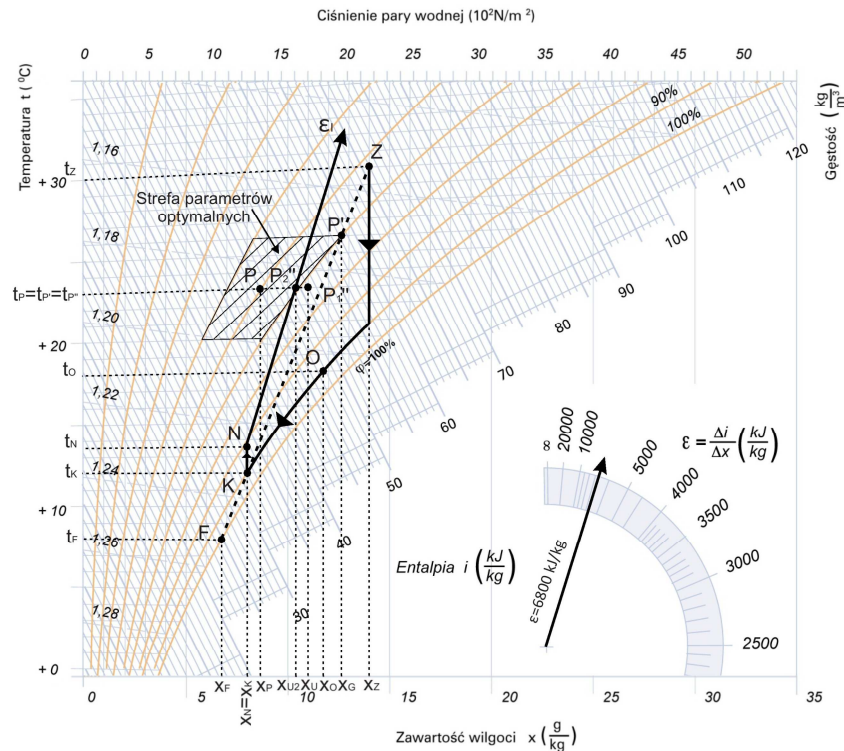 Ciśnienie pary wodnej (10²N/m ²)
0 5 10 15 20 25 30 35 40 45 50
Temperatura t (⁰C)
Gęstość (kg/m³)
90%
100%
120
110
100
90
80
70
60
50
40
30
1,16
1,18
1,20
1,22
1,24
1,26
1,28
tZ
+ 30
tP=tP'=tP"
+ 20
tO
tN
tK
+ 10
tF
+ 0
εI
Z
Strefa parametrów
optymalnych
P'
P P2"
P1"
O
φ=100%
N
K
F
∞ 20000 10000 5000 4000 3500 3000 2500
ε = Δi/Δx (kJ/kg)
ε=6800 kJ/kg
Entalpia i (kJ/kg)
xF xN=xK xP xU2 xU xO xG xZ
0 5 10 15 20 25 30 35
Zawartość wilgoci x (g/kg)